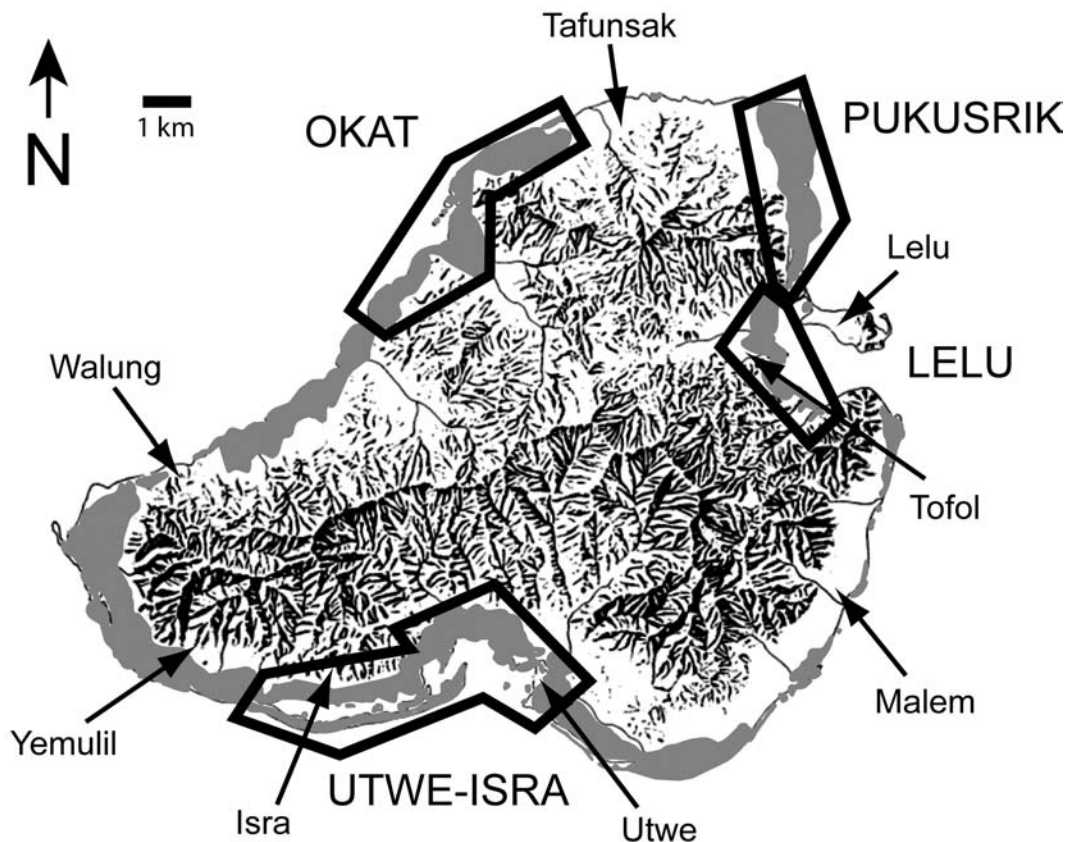 Tafunsak
N
1 km
OKAT
PUKUSRIK
Lelu
LELU
Walung
Tofol
Malem
Yemulil
UTWE-ISRA
Isra
Utwe